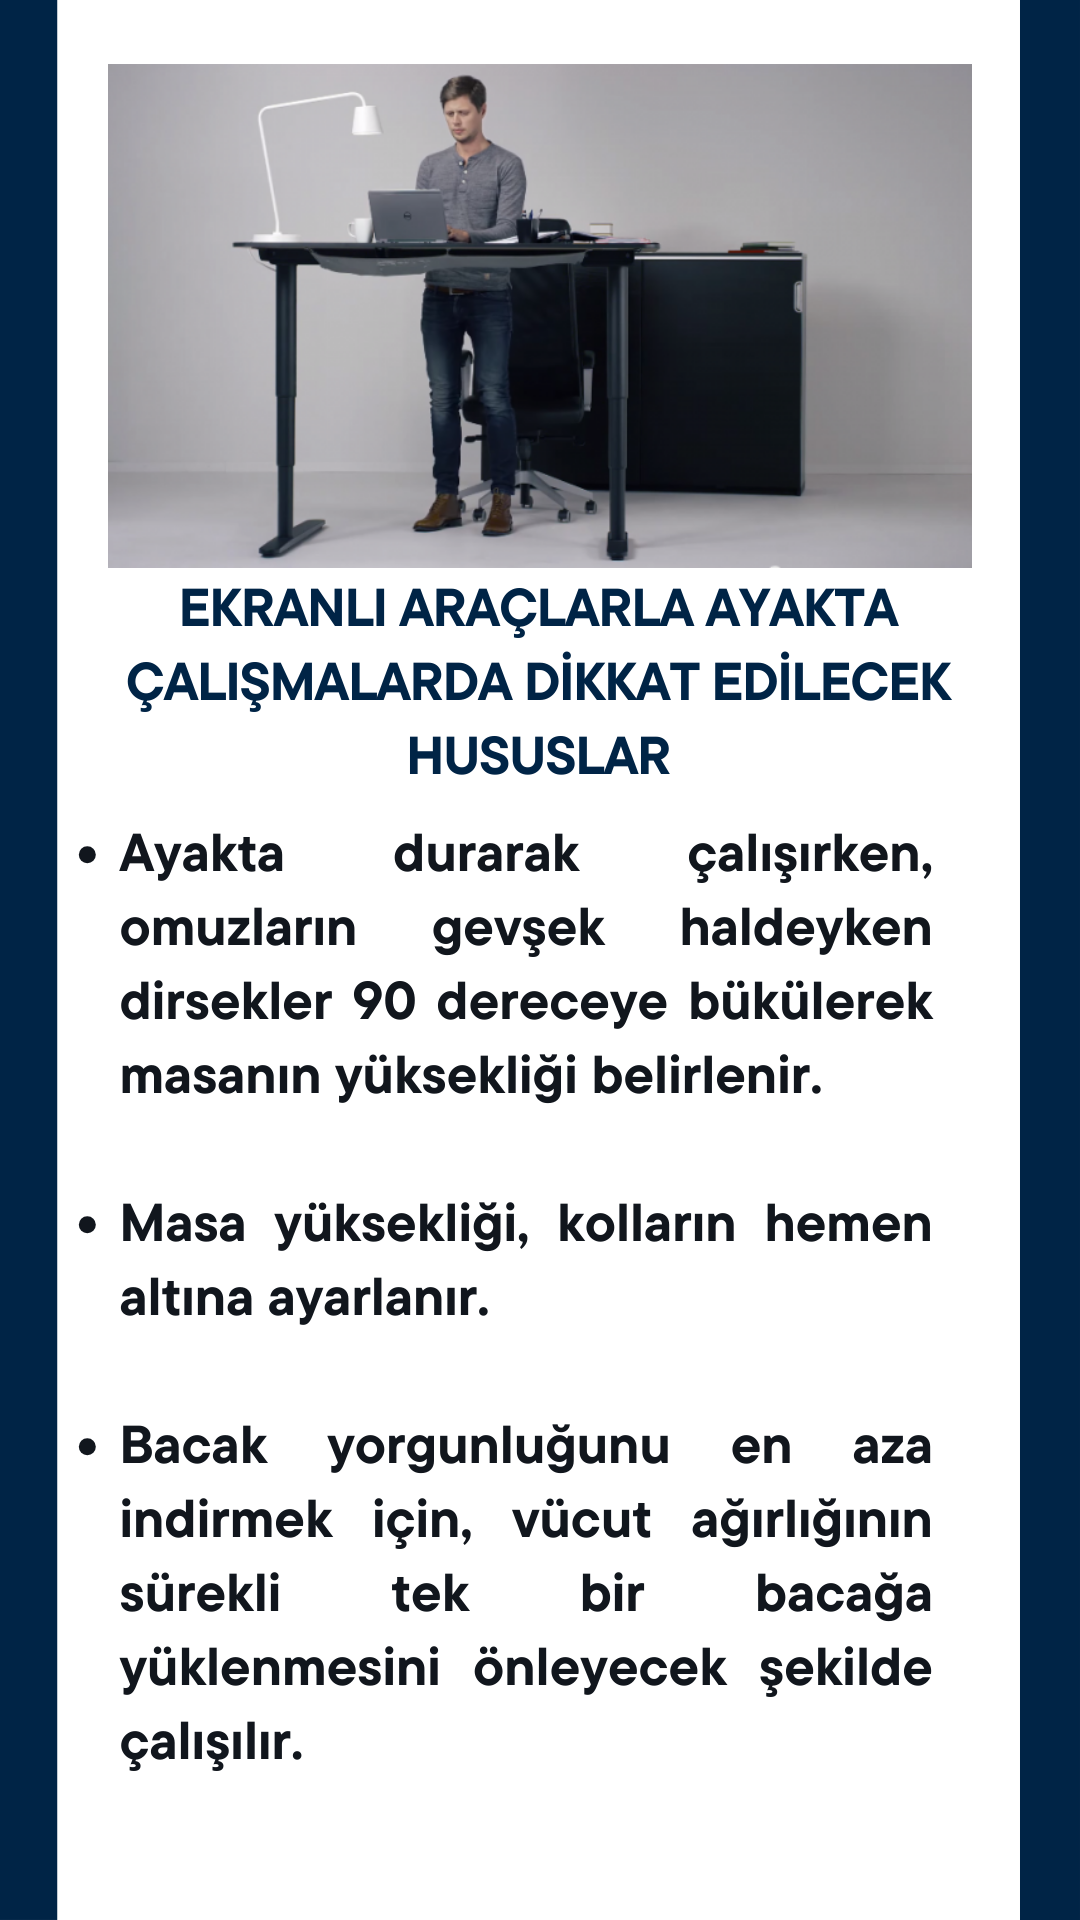 EKRANLI ARAÇLARLA AYAKTA
ÇALIŞMALARDA DİKKAT EDİLECEK
HUSUSLAR
• Ayakta durarak çalışırken,
omuzların gevşek haldeyken
dirsekler 90 dereceye bükülerek
masanın yüksekliği belirlenir.
• Masa yüksekliği, kolların hemen
altına ayarlanır.
• Bacak yorgunluğunu en aza
indirmek için, vücut ağırlığının
sürekli tek bir bacağa
yüklenmesini önleyecek şekilde
çalışılır.